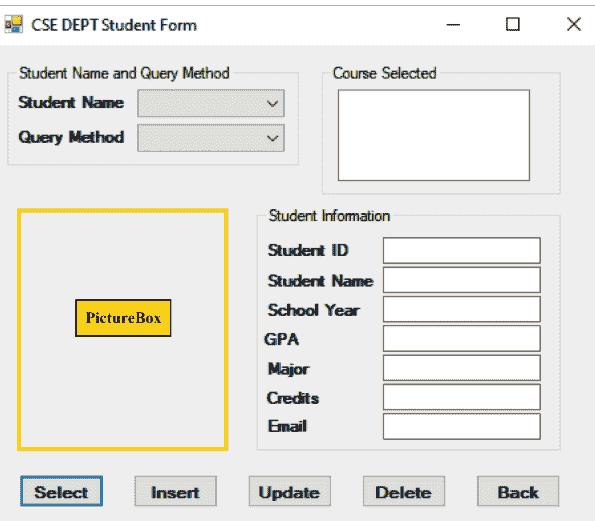 CSE DEPT Student Form
Student Name and Query Method
Student Name
Query Method
Course Selected
PictureBox
Student Information
Student ID
Student Name
School Year
GPA
Major
Credits
Email
Select Insert Update Delete Back